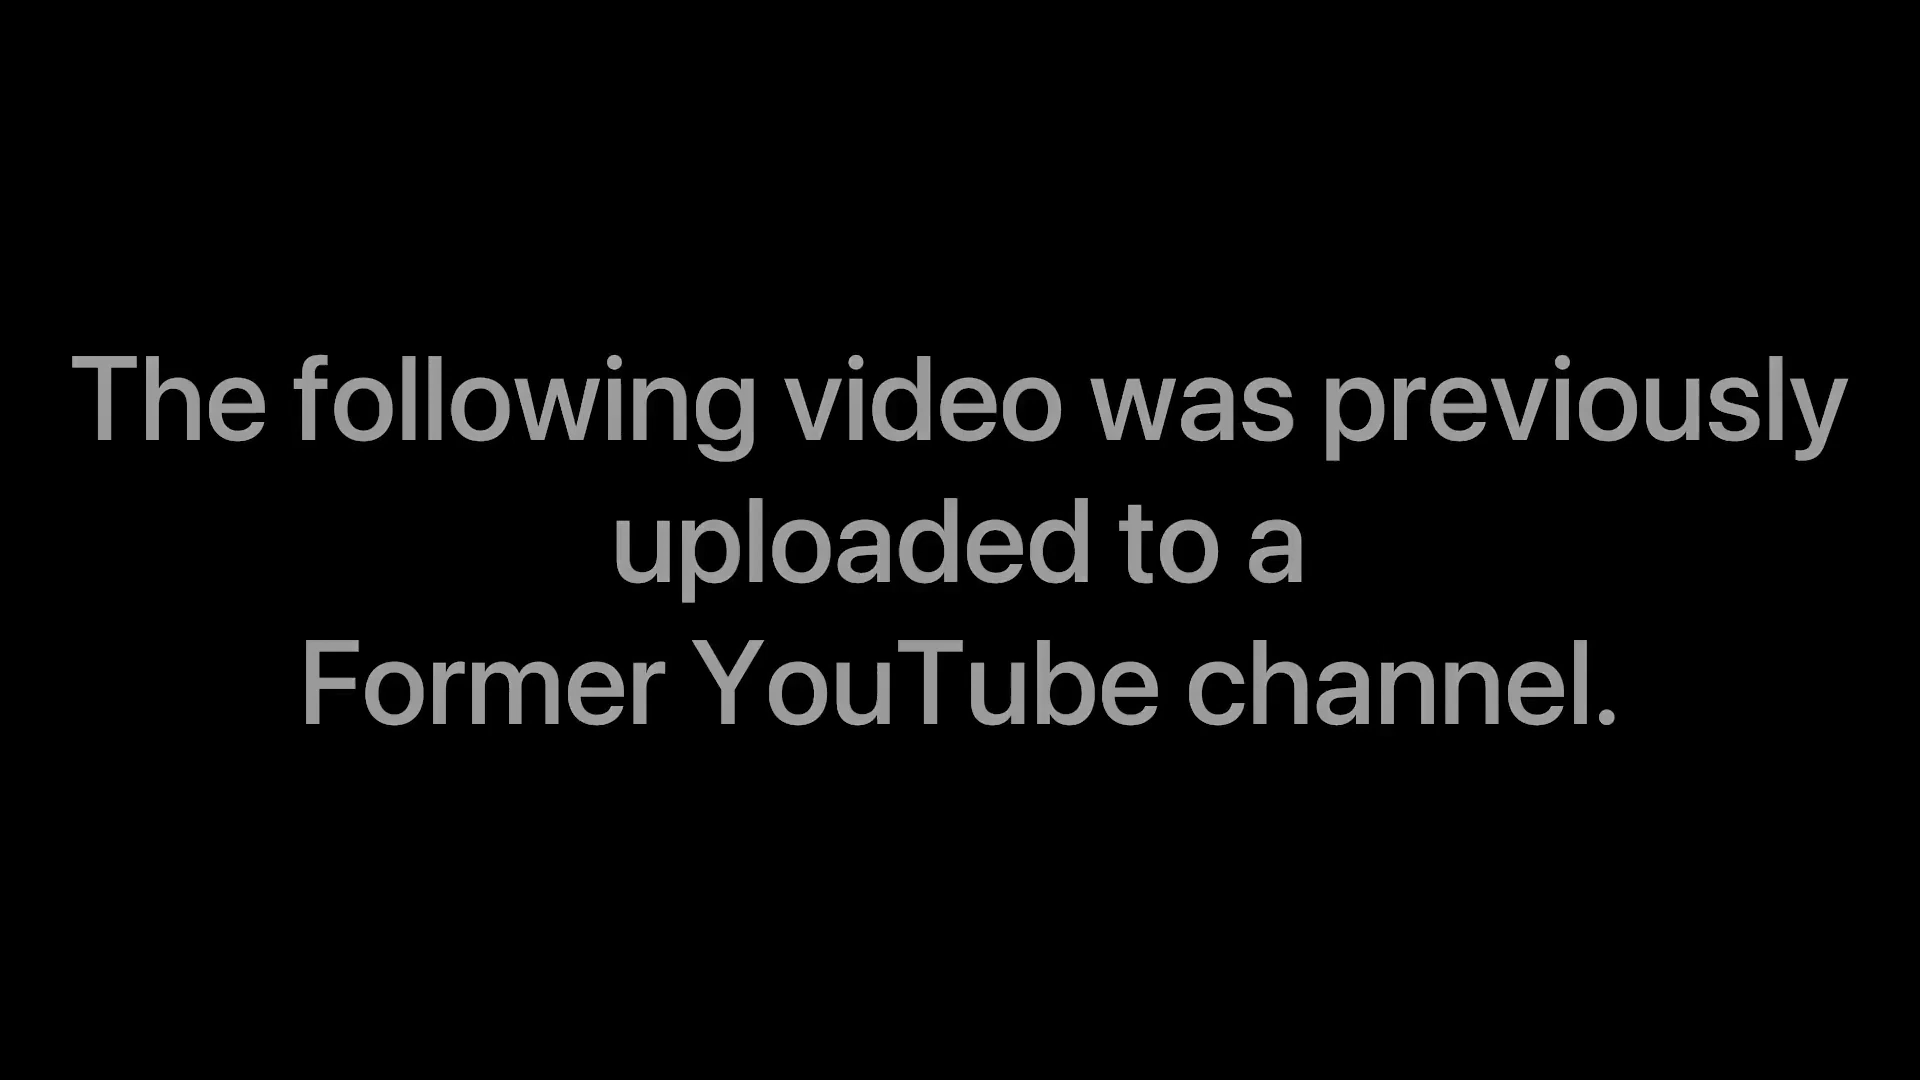 The following video was previously
uploaded to a
Former YouTube channel.